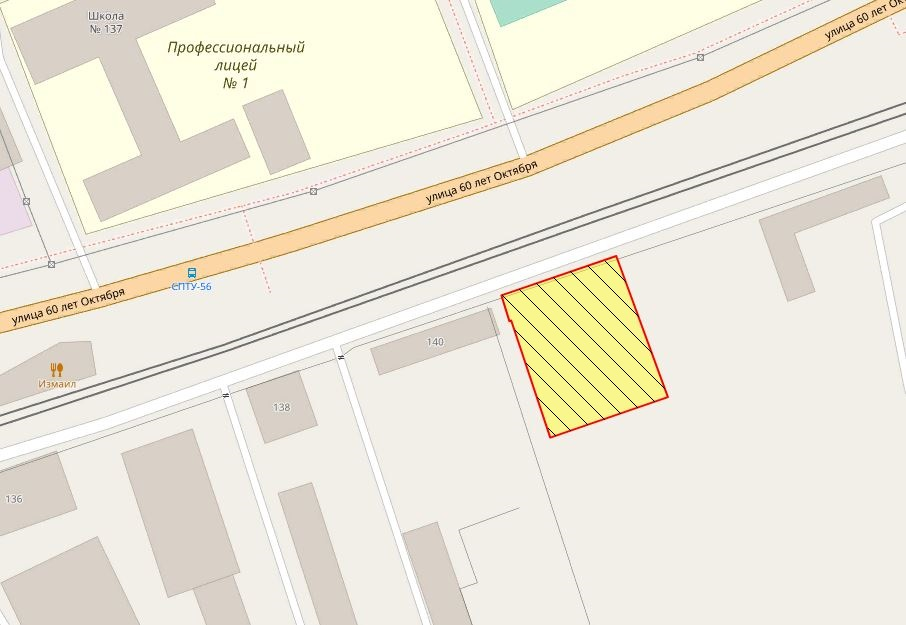 Школа
№ 137
Профессиональный
лицей
№ 1
улица 60 лет Ок
улица 60 лет Октября
СПТУ-56
улица 60 лет Октября
Измаил
140
138
136